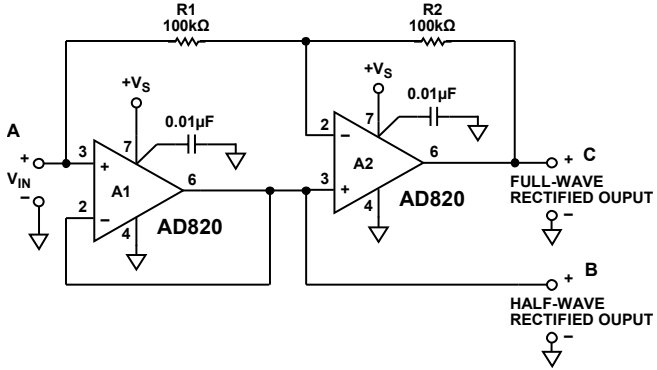 R1
100kΩ
R2
100kΩ
+VS
0.01µF
+VS
0.01µF
A
+
VIN
−
3
+
7
A1
6
2
−
4
AD820
2
−
7
A2
6
3
+
4
AD820
+ C
FULL-WAVE
RECTIFIED OUPUT
−
+ B
HALF-WAVE
RECTIFIED OUPUT
−